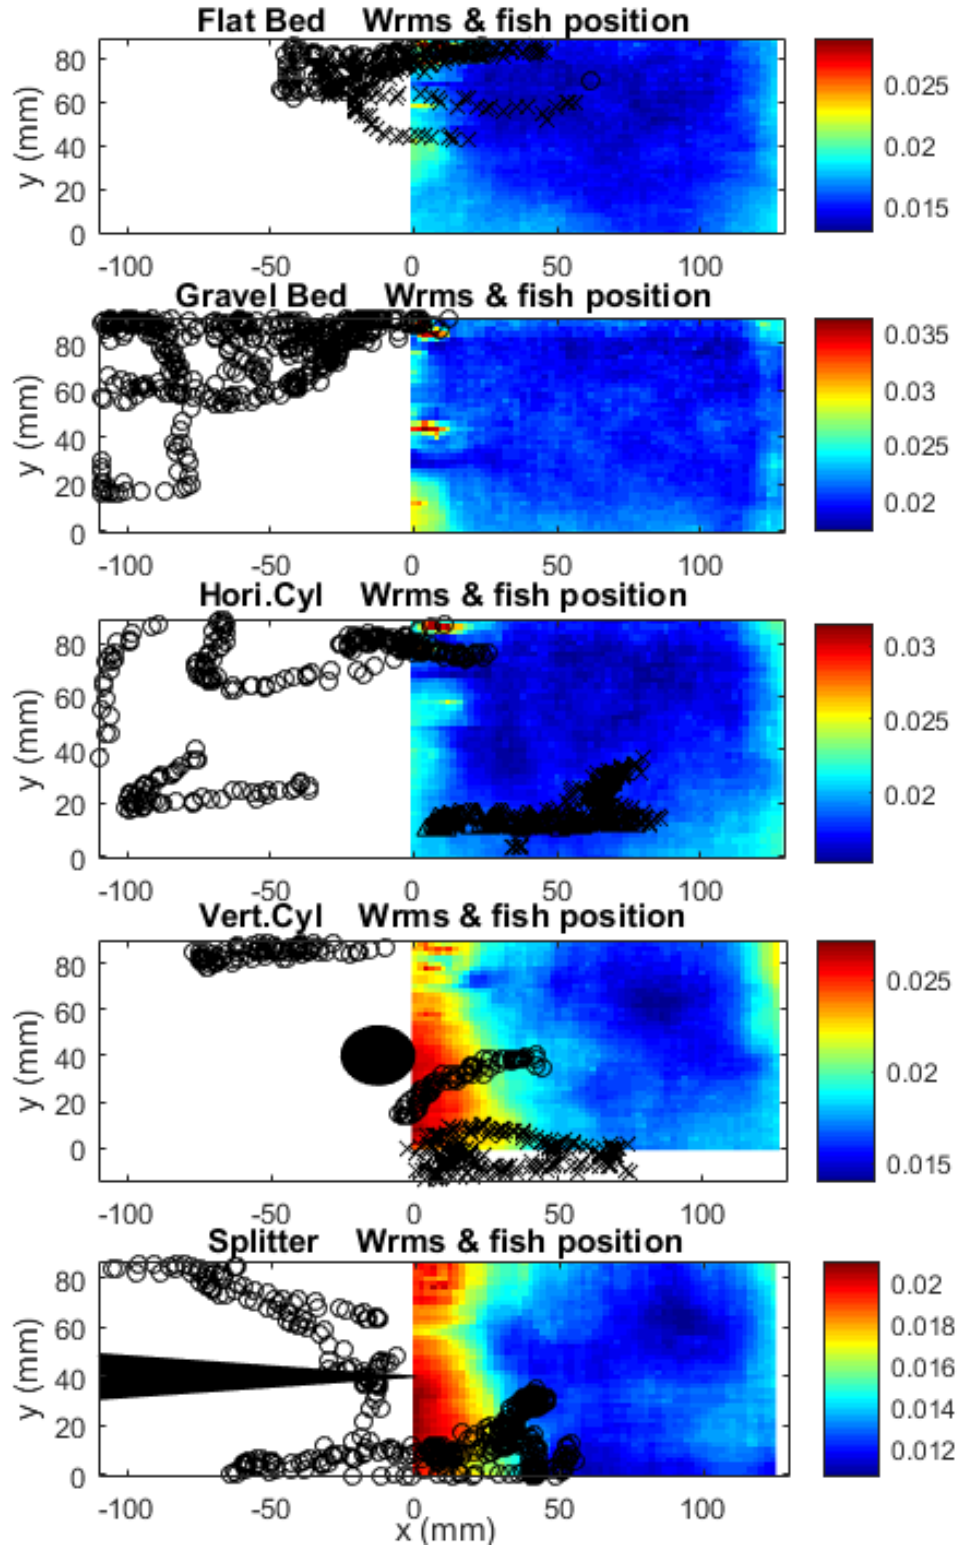 Flat Bed Wrms & fish position
80
60
40
20
0
y (mm)
-100 -50 0 50 100
0.025
0.02
0.015
Gravel Bed Wrms & fish position
80
60
40
20
0
y (mm)
-100 -50 0 50 100
0.035
0.03
0.025
0.02
Hori.Cyl Wrms & fish position
80
60
40
20
0
y (mm)
-100 -50 0 50 100
0.03
0.025
0.02
Vert.Cyl Wrms & fish position
80
60
40
20
0
y (mm)
-100 -50 0 50 100
0.025
0.02
0.015
Splitter Wrms & fish position
80
60
40
20
0
y (mm)
-100 -50 0 50 100
x (mm)
0.02
0.018
0.016
0.014
0.012